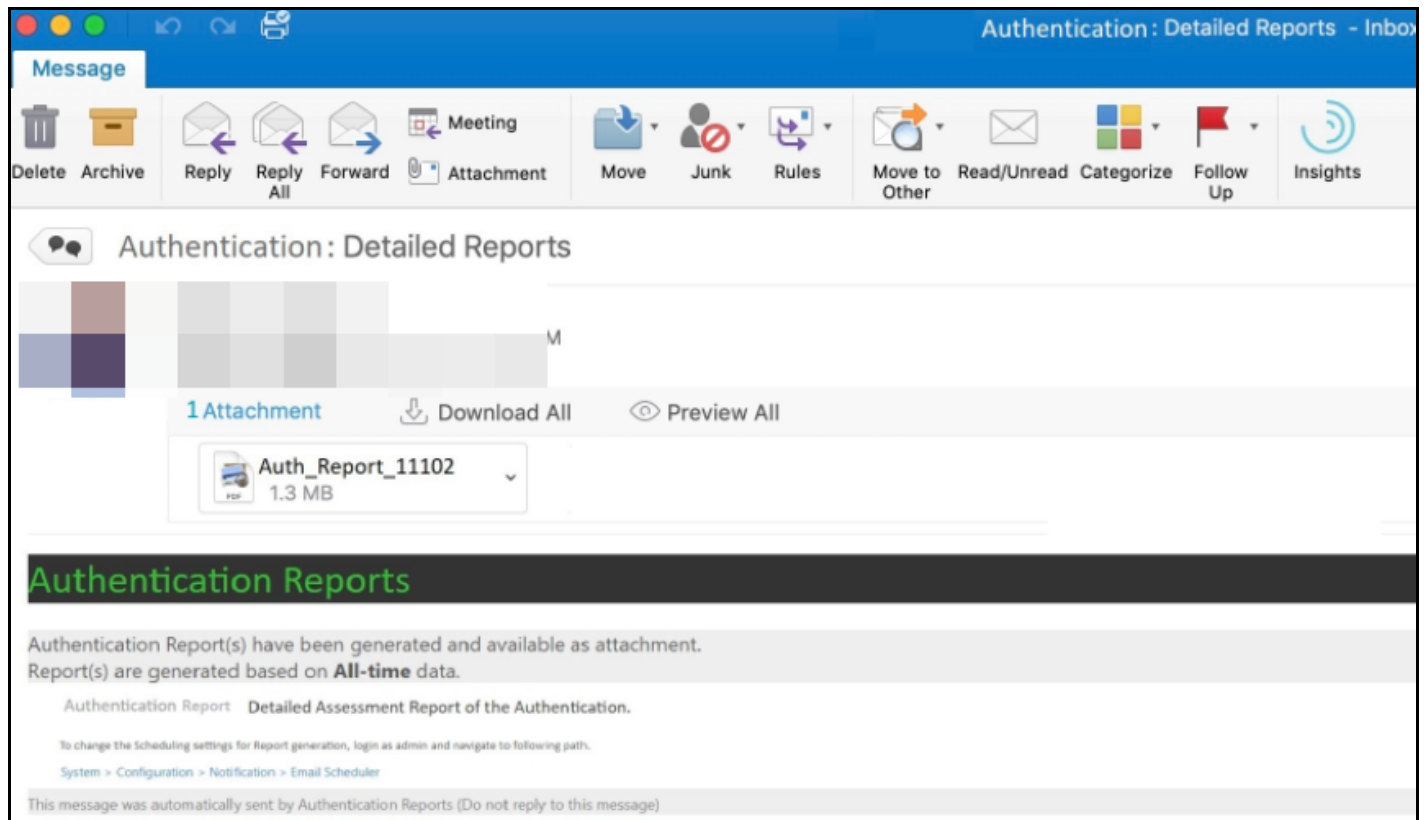 Authentication : Detailed Reports - Inbox
Message
Delete Archive Reply Reply All Forward Meeting Attachment Move Junk Rules Move to Other Read/Unread Categorize Follow Up Insights
Authentication : Detailed Reports
M
1 Attachment Download All Preview All
Auth_Report_11102
PDF 1.3 MB
Authentication Reports
Authentication Report(s) have been generated and available as attachment.
Report(s) are generated based on All-time data.
Authentication Report Detailed Assessment Report of the Authentication.
To change the Scheduling settings for Report generation, login as admin and navigate to following path.
System > Configuration > Notification > Email Scheduler
This message was automatically sent by Authentication Reports (Do not reply to this message)